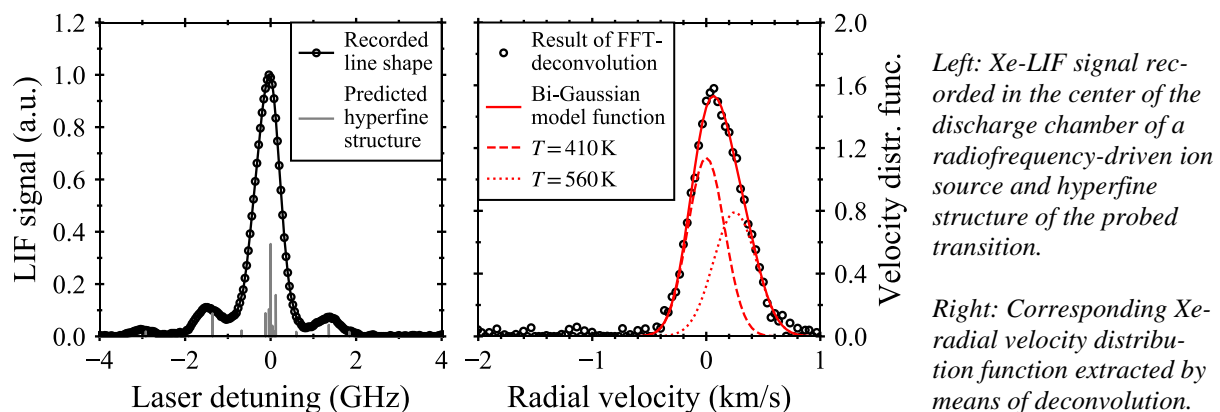 1.2
1.0
0.8
0.6
0.4
0.2
0.0
LIF signal (a.u.)
Recorded
line shape
Predicted
hyperfine
structure
−4
−2
0
2
4
Laser detuning (GHz)
Result of FFT-
deconvolution
Bi-Gaussian
model function
T = 410 K
T = 560 K
−2
−1
0
1
Radial velocity (km/s)
2.0
1.6
1.2
0.8
0.4
0.0
Velocity distr. func.
Left: Xe-LIF signal rec-
orded in the center of the
discharge chamber of a
radiofrequency-driven ion
source and hyperfine
structure of the probed
transition.
Right: Corresponding Xe-
radial velocity distribu-
tion function extracted by
means of deconvolution.